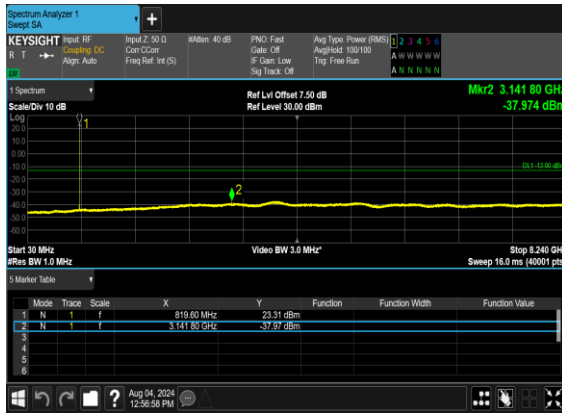 Spectrum Analyzer 1
Swept SA
KEYSIGHT Input: RF Input Z: 50 Ω #Atten: 40 dB PNO: Fast Avg Type: Power (RMS) 1 2 3 4 5 6
R T Coupling: DC Corr CCorr Gate: Off Avg|Hold: 100/100 A W W W W W
Align: Auto Freq Ref: Int (S) IF Gain: Low Trig: Free Run
LXI Sig Track: Off A N N N N N
1 Spectrum Ref Lvl Offset 7.50 dB Mkr2 3.141 80 GHz
Scale/Div 10 dB Ref Level 30.00 dBm -37.974 dBm
Log
20.0 1
10.0
0.00
-10.0 DL1 -13.00 dBm
-20.0
-30.0 2
-40.0
-50.0
-60.0
Start 30 MHz Video BW 3.0 MHz* Stop 8.240 GHz
#Res BW 1.0 MHz Sweep 16.0 ms (40001 pts)
5 Marker Table
Mode Trace Scale X Y Function Function Width Function Value
1 N 1 f 819.60 MHz 23.31 dBm
2 N 1 f 3.141 80 GHz -37.97 dBm
3
4
5
6
? Aug 04, 2024
12:56:58 PM